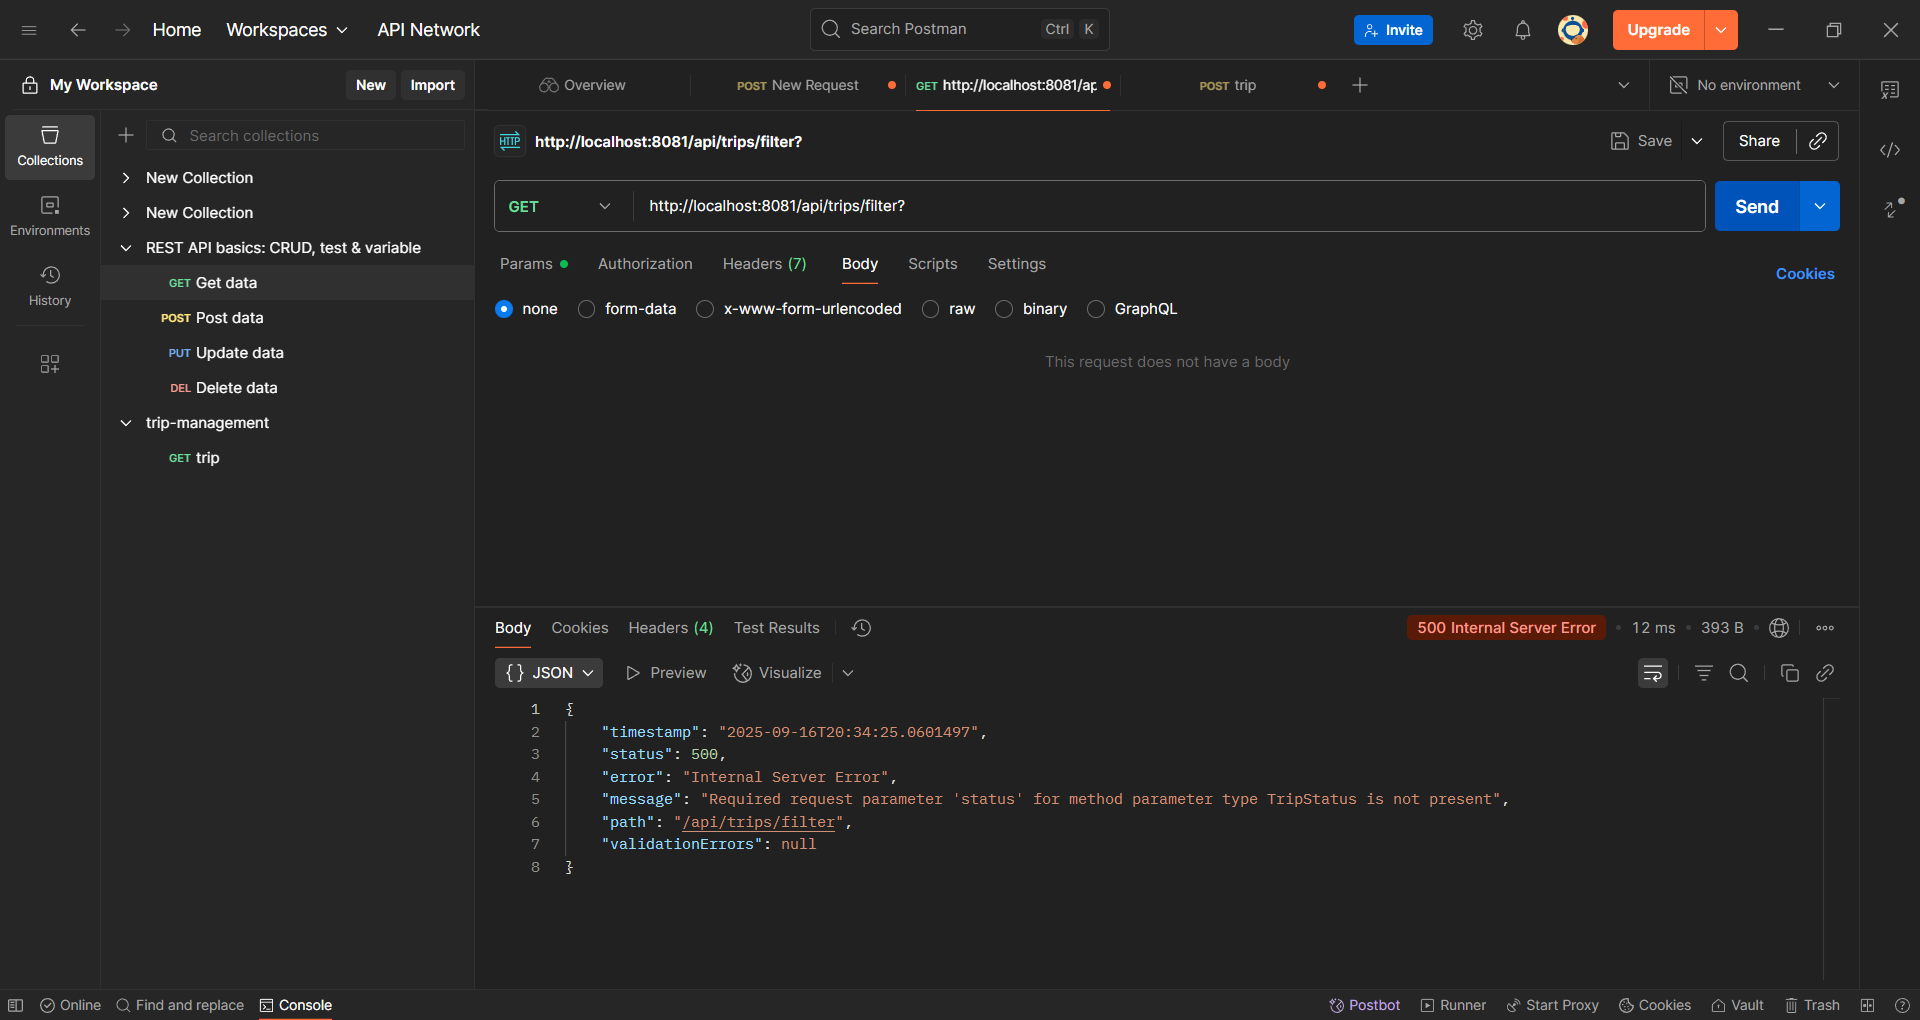 Home
Workspaces
API Network
Search Postman
Ctrl K
Invite
Upgrade
My Workspace
New
Import
Overview
POST New Request
GET http://localhost:8081/ap
POST trip
No environment
Collections
Environments
History
Search collections
New Collection
New Collection
REST API basics: CRUD, test & variable
GET Get data
POST Post data
PUT Update data
DEL Delete data
trip-management
GET trip
HTTP http://localhost:8081/api/trips/filter?
Save
Share
GET
http://localhost:8081/api/trips/filter?
Send
Params
Authorization
Headers (7)
Body
Scripts
Settings
Cookies
none
form-data
x-www-form-urlencoded
raw
binary
GraphQL
This request does not have a body
Body
Cookies
Headers (4)
Test Results
500 Internal Server Error
12 ms
393 B
{} JSON
Preview
Visualize
1 {
2 "timestamp": "2025-09-16T20:34:25.0601497",
3 "status": 500,
4 "error": "Internal Server Error",
5 "message": "Required request parameter 'status' for method parameter type TripStatus is not present",
6 "path": "/api/trips/filter",
7 "validationErrors": null
8 }
Online
Find and replace
Console
Postbot
Runner
Start Proxy
Cookies
Vault
Trash